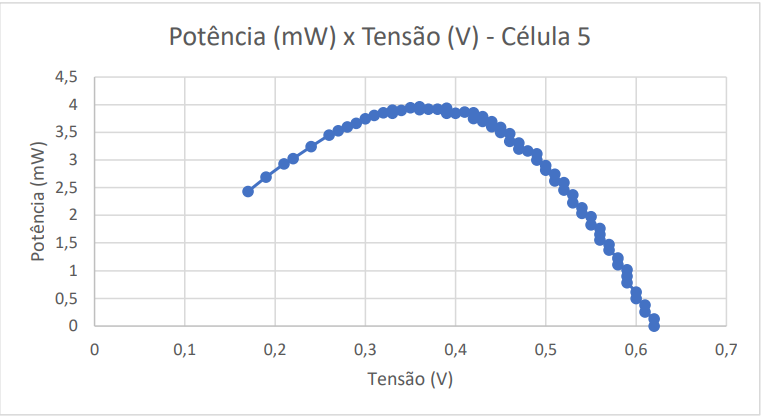 Potência (mW) x Tensão (V) - Célula 5
4,5
4
3,5
3
2,5
2
1,5
1
0,5
0
Potência (mW)
0 0,1 0,2 0,3 0,4 0,5 0,6 0,7
Tensão (V)